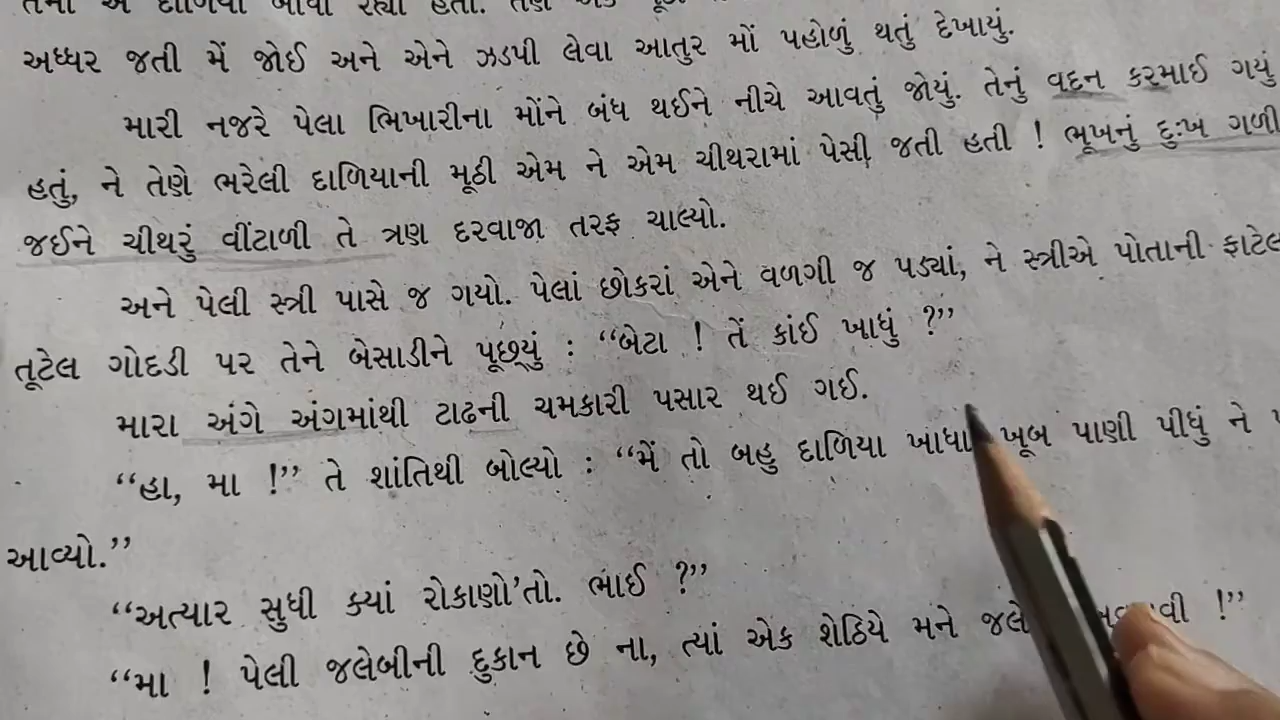 અધ્ધર જતી મેં જોઈ અને એને ઝડપી લેવા આતુર મોં પહોળું થતું દેખાયું.
મારી નજરે પેલા ભિખારીના મોંને બંધ થઈને નીચે આવતું જોયું. તેનું વદન કરમાઈ ગયું
હતું, ને તેણે ભરેલી દાળિયાની મૂઠી એમ ને એમ ચીથરામાં પેસી જતી હતી ! ભૂખનું દુઃખ ગળી
જઈને ચીથરું વીંટાળી તે ત્રણ દરવાજા તરફ ચાલ્યો.
અને પેલી સ્ત્રી પાસે જ ગયો. પેલાં છોકરાં એને વળગી જ પડ્યાં, ને સ્ત્રીએ પોતાની ફાટેલ
તૂટેલ ગોદડી પર તેને બેસાડીને પૂછ્યું : “બેટા ! તેં કાંઈ ખાધું ?”
મારા અંગે અંગમાંથી ટાઢની ચમકારી પસાર થઈ ગઈ.
“હા, મા !” તે શાંતિથી બોલ્યો : “મેં તો બહુ દાળિયા ખાધા ખૂબ પાણી પીધું ને
આવ્યો.”
“અત્યાર સુધી ક્યાં રોકાણો’તો. ભાઈ ?”
“મા ! પેલી જલેબીની દુકાન છે ના, ત્યાં એક શેઠિયે મને !”